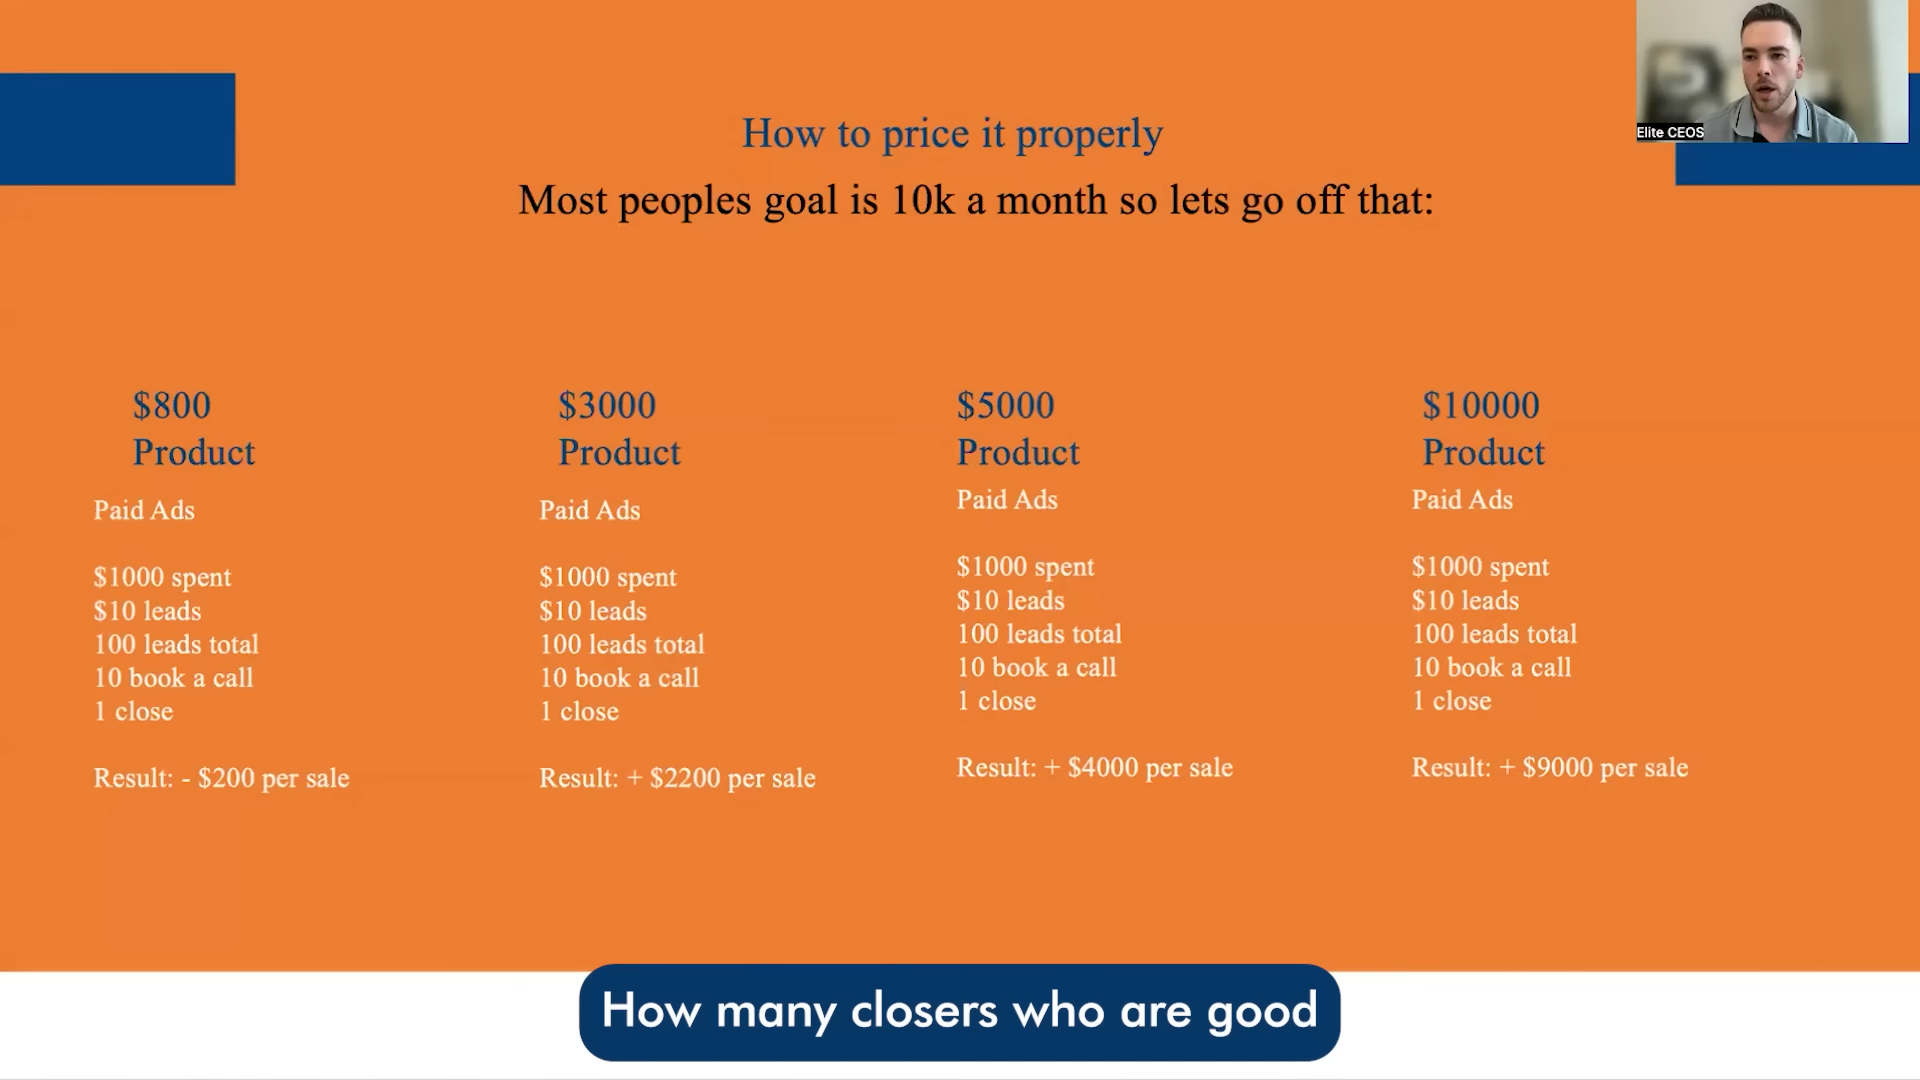 Elite CEOS
How to price it properly
Most peoples goal is 10k a month so lets go off that:
$800
Product
Paid Ads
$1000 spent
$10 leads
100 leads total
10 book a call
1 close
Result: - $200 per sale
$3000
Product
Paid Ads
$1000 spent
$10 leads
100 leads total
10 book a call
1 close
Result: + $2200 per sale
$5000
Product
Paid Ads
$1000 spent
$10 leads
100 leads total
10 book a call
1 close
Result: + $4000 per sale
$10000
Product
Paid Ads
$1000 spent
$10 leads
100 leads total
10 book a call
1 close
Result: + $9000 per sale
How many closers who are good